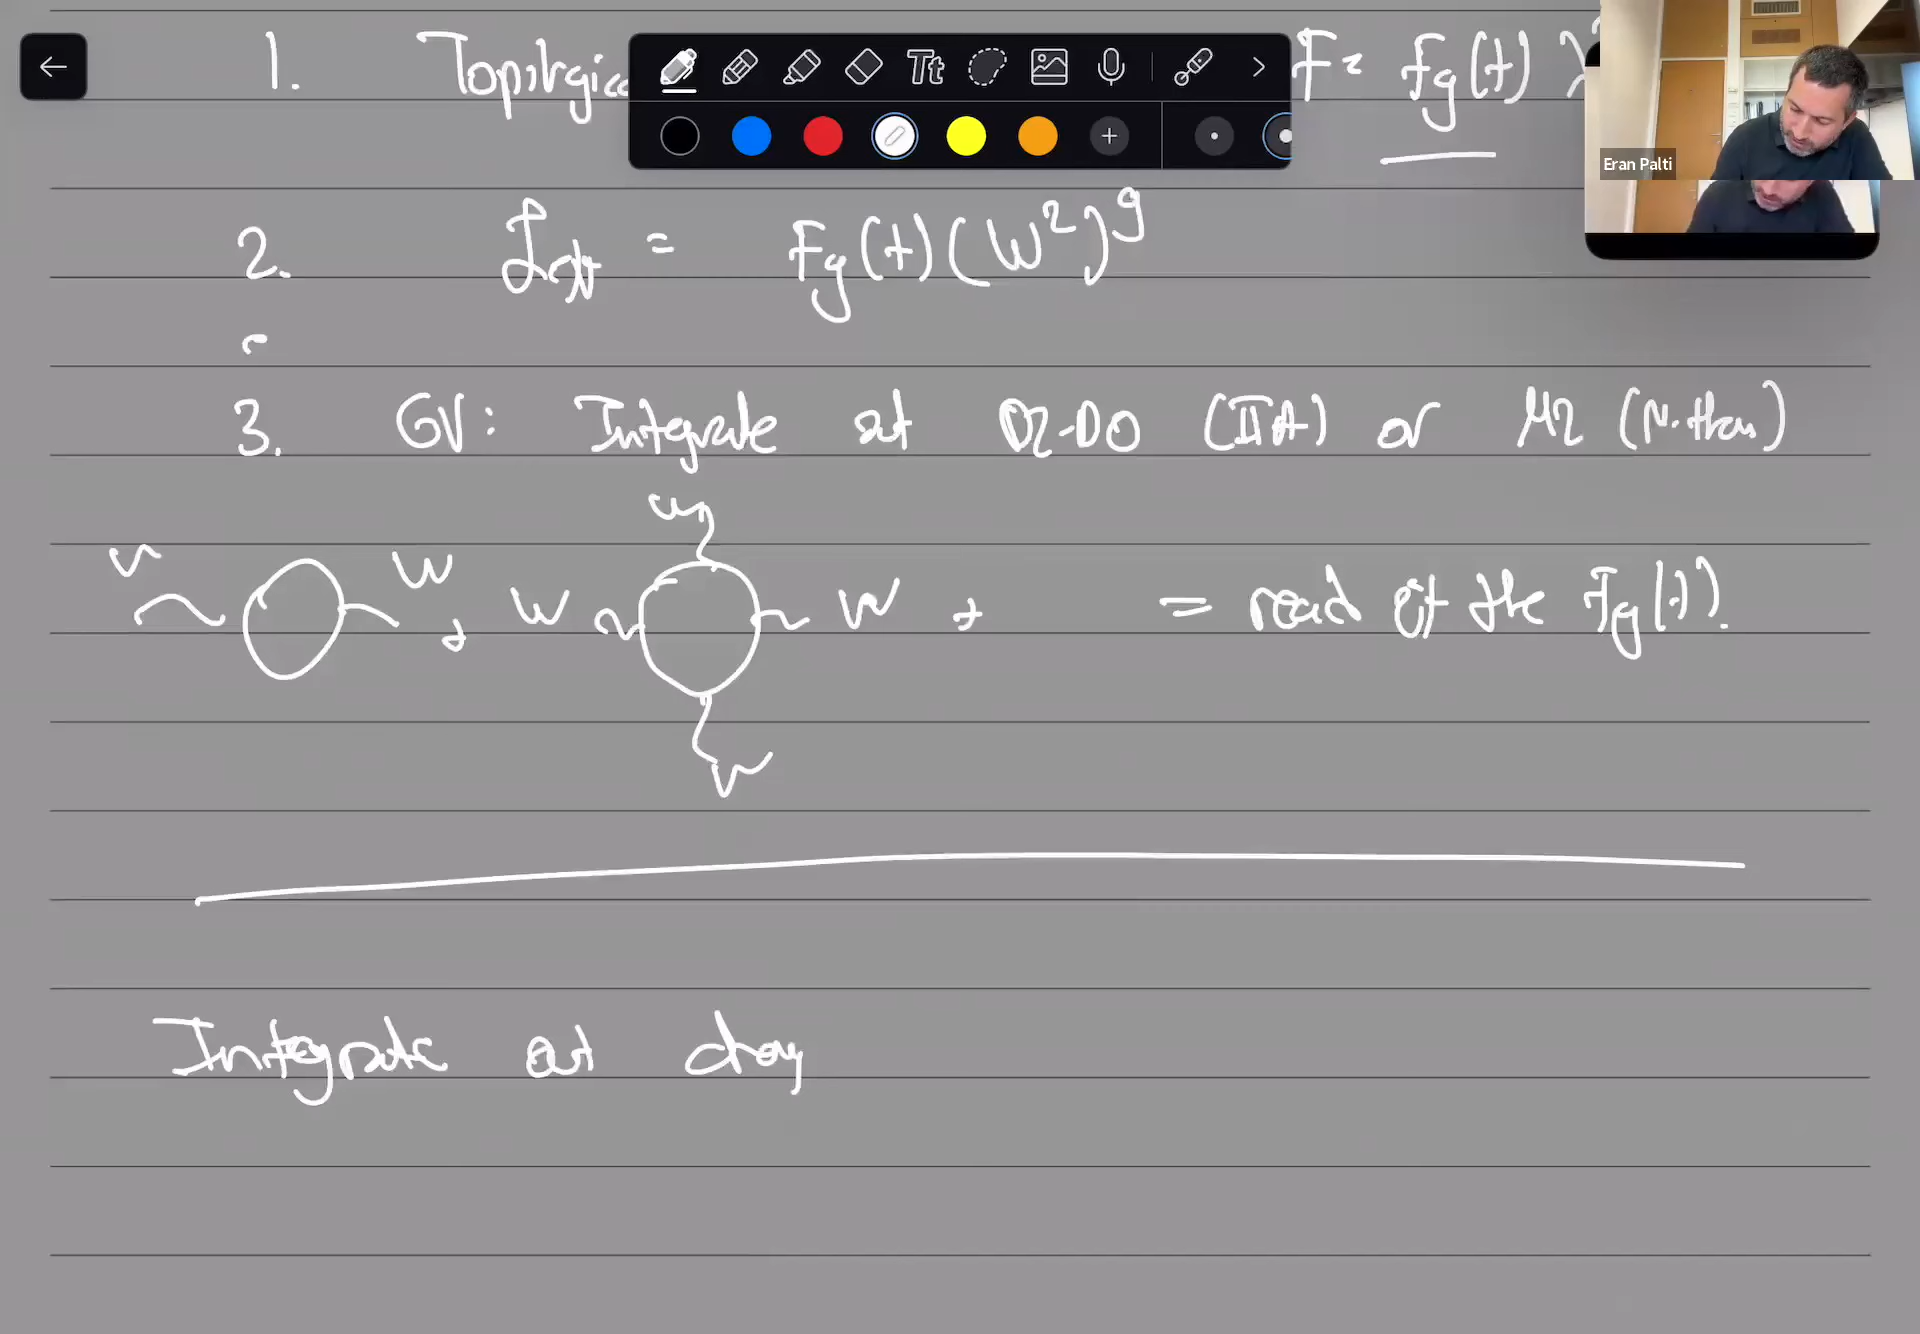 1. Topological F = Fg(t) λ
Tt
Eran Palti
2. Leff = Fg(t) (W²)^g
3. GV: Integrate out D2-D0 (IIA) or M2 (M-theory)
W W + W W W W + = read off the Fg(t)
Integrate out